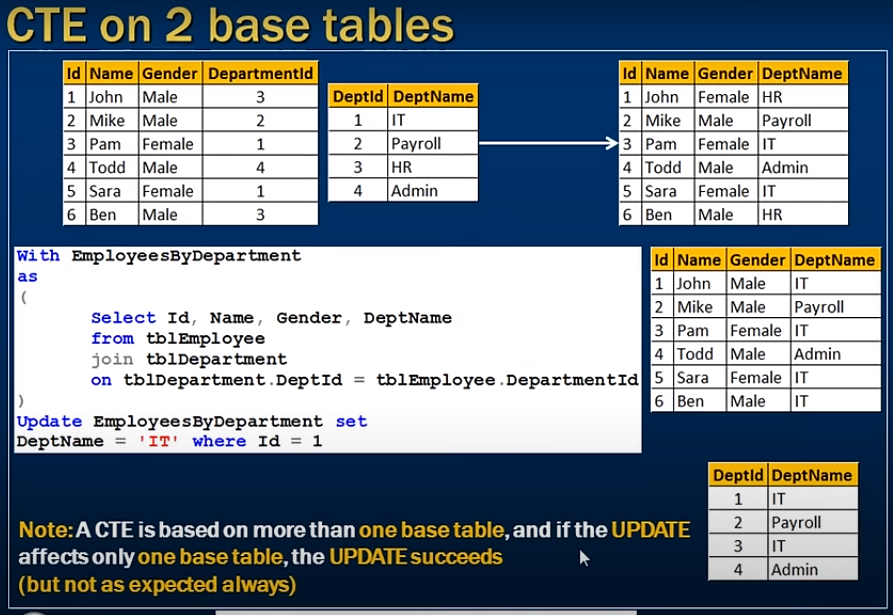 CTE on 2 base tables
Id Name Gender DepartmentId
1 John Male 3
2 Mike Male 2
3 Pam Female 1
4 Todd Male 4
5 Sara Female 1
6 Ben Male 3
DeptId DeptName
1 IT
2 Payroll
3 HR
4 Admin
Id Name Gender DeptName
1 John Female HR
2 Mike Male Payroll
3 Pam Female IT
4 Todd Male Admin
5 Sara Female IT
6 Ben Male HR
With EmployeesByDepartment
as
(
Select Id, Name, Gender, DeptName
from tblEmployee
join tblDepartment
on tblDepartment.DeptId = tblEmployee.DepartmentId
)
Update EmployeesByDepartment set
DeptName = 'IT' where Id = 1
Id Name Gender DeptName
1 John Male IT
2 Mike Male Payroll
3 Pam Female IT
4 Todd Male Admin
5 Sara Female IT
6 Ben Male IT
DeptId DeptName
1 IT
2 Payroll
3 IT
4 Admin
Note: A CTE is based on more than one base table, and if the UPDATE
affects only one base table, the UPDATE succeeds
(but not as expected always)